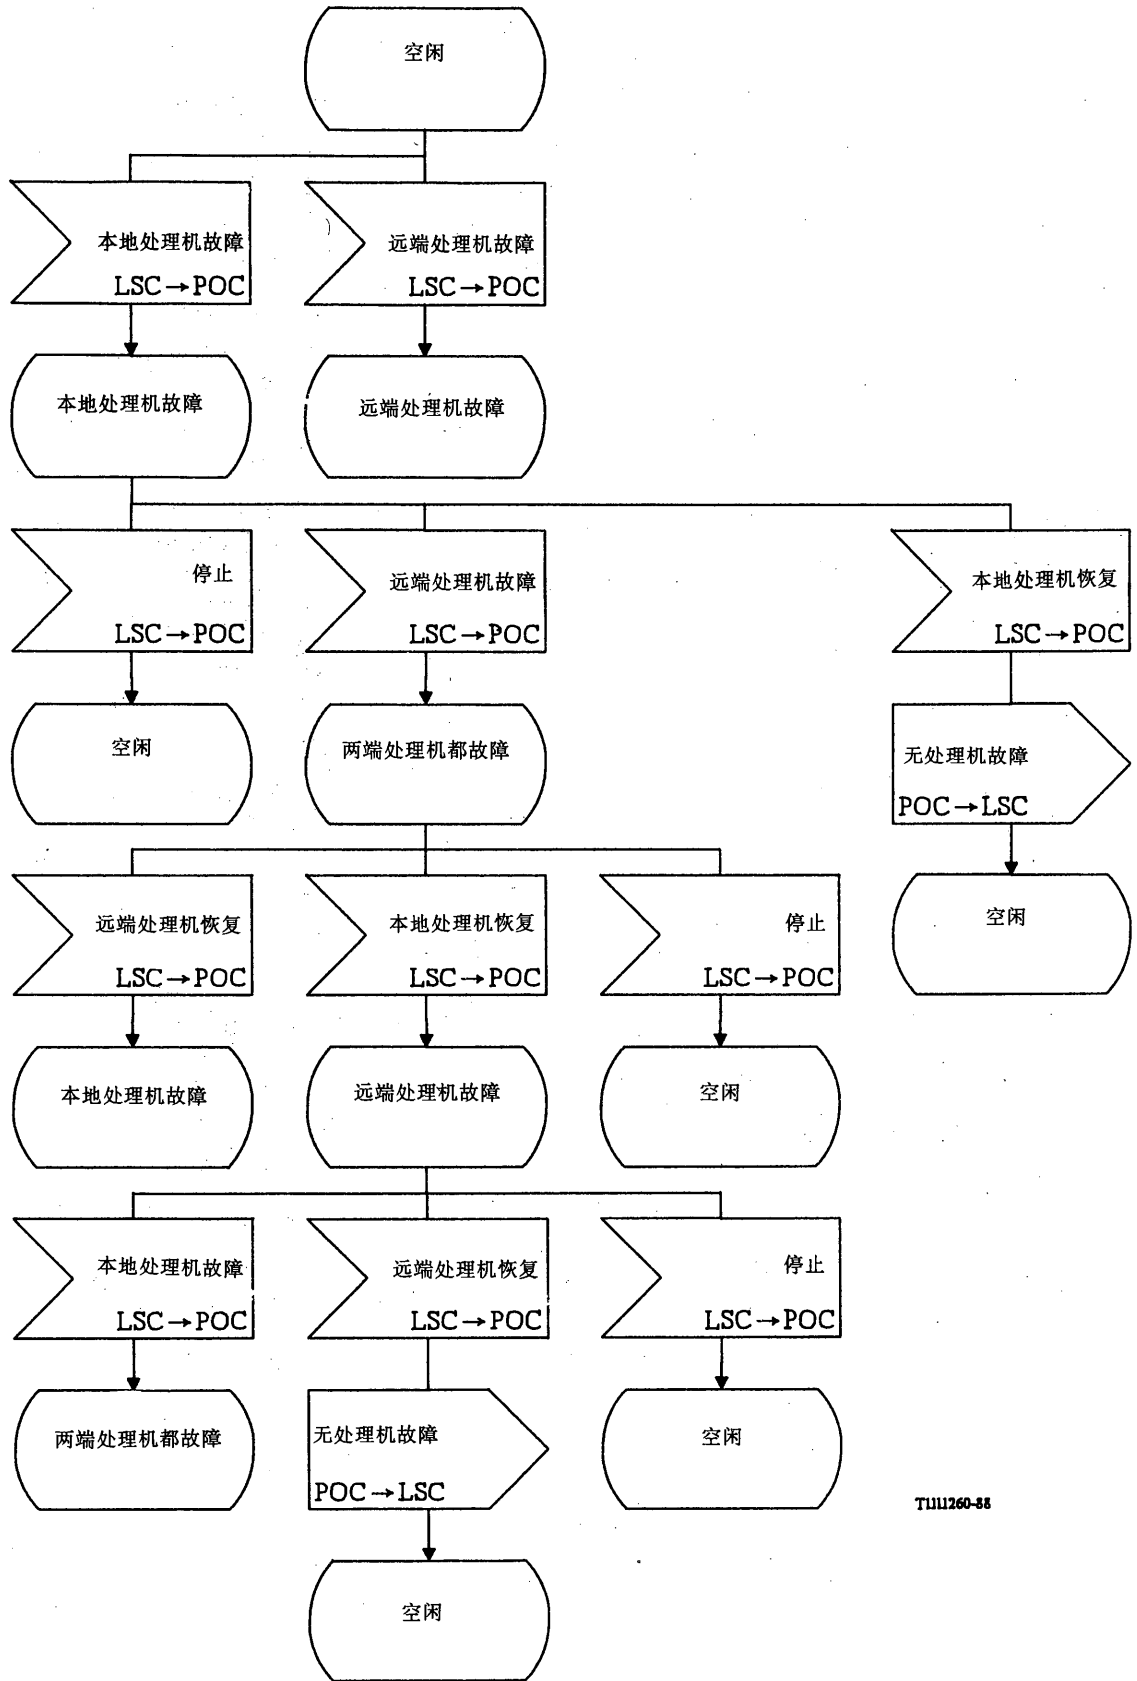 空闲
本地处理机故障
LSC→POC
远端处理机故障
LSC→POC
本地处理机故障
远端处理机故障
停止
LSC→POC
远端处理机故障
LSC→POC
本地处理机恢复
LSC→POC
空闲
两端处理机都故障
无处理机故障
POC→LSC
远端处理机恢复
LSC→POC
本地处理机恢复
LSC→POC
停止
LSC→POC
空闲
本地处理机故障
远端处理机故障
空闲
本地处理机故障
LSC→POC
远端处理机恢复
LSC→POC
停止
LSC→POC
两端处理机都故障
无处理机故障
POC→LSC
空闲
T1111260-88
空闲